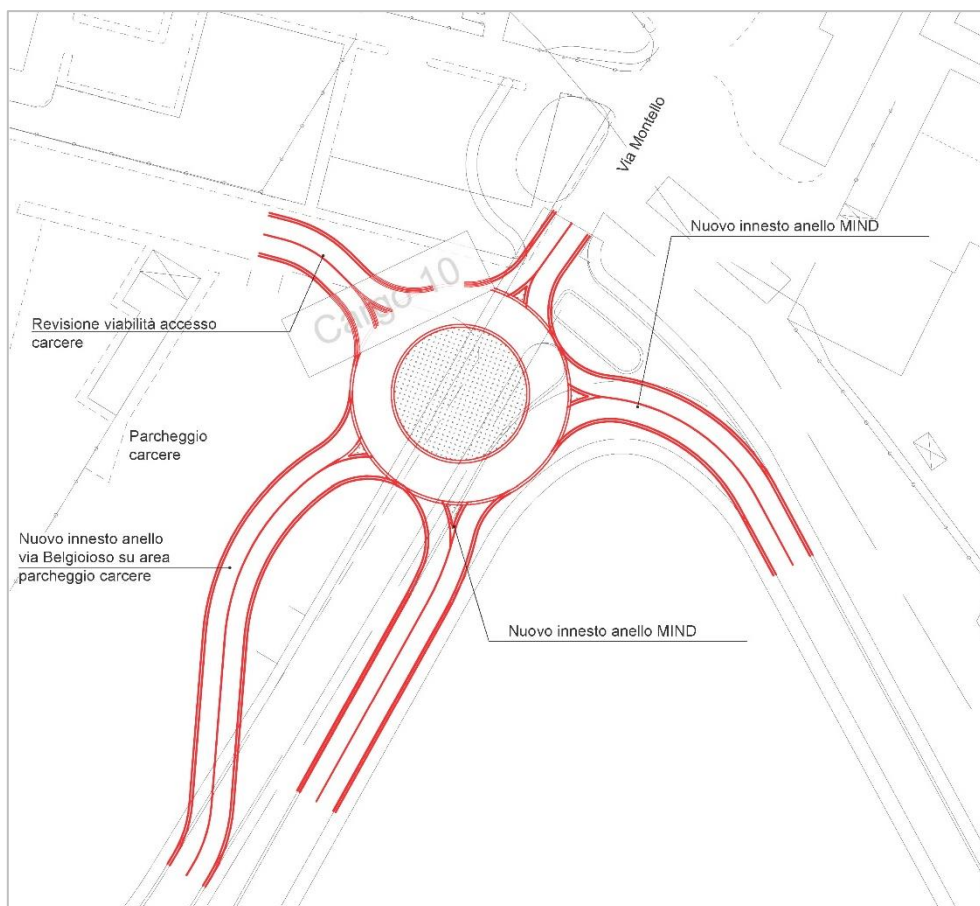 Via Montello
Nuovo innesto anello MIND
Cargo 10
Revisione viabilità accesso
carcere
Parcheggio
carcere
Nuovo innesto anello
via Belgioioso su area
parcheggio carcere
Nuovo innesto anello MIND